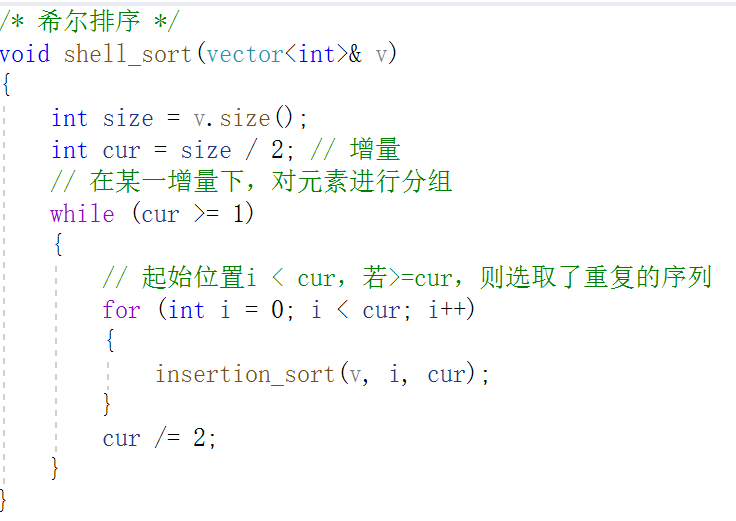 /* 希尔排序 */
void shell_sort(vector<int>& v)
{
    int size = v.size();
    int cur = size / 2; // 增量
    // 在某一增量下，对元素进行分组
    while (cur >= 1)
    {
        // 起始位置i < cur，若>=cur，则选取了重复的序列
        for (int i = 0; i < cur; i++)
        {
            insertion_sort(v, i, cur);
        }
        cur /= 2;
    }
}